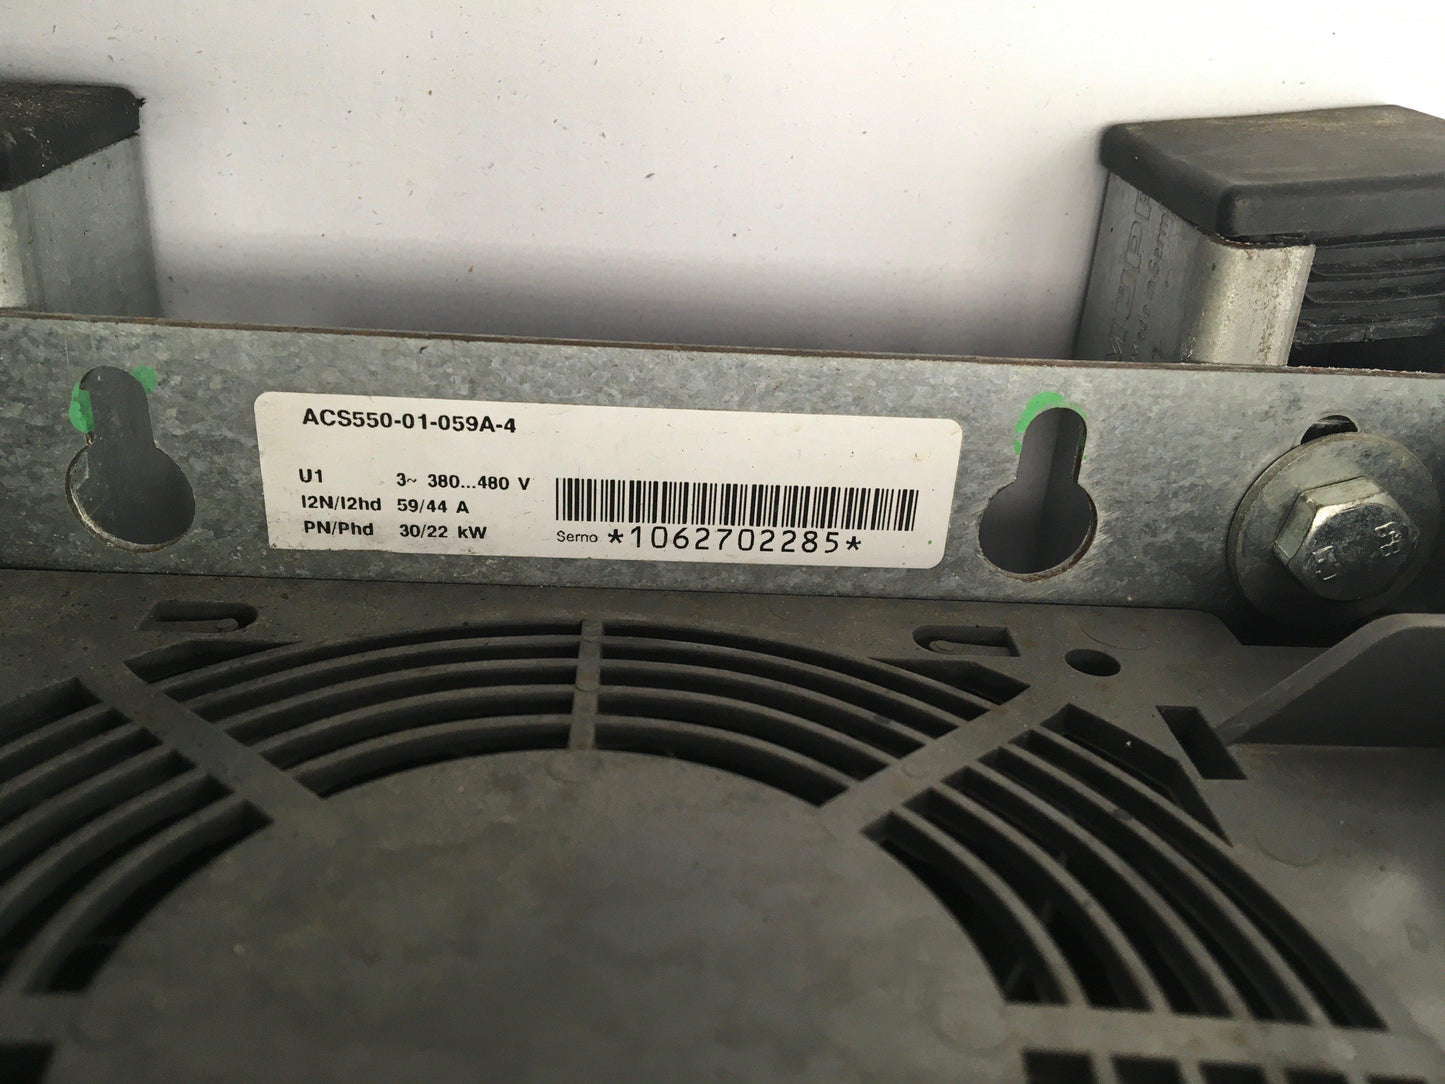 ACS550-01-059A-4
U1 3~ 380...480 V
I2N/I2hd 59/44 A
PN/Phd 30/22 kW
Serno *1062702285*